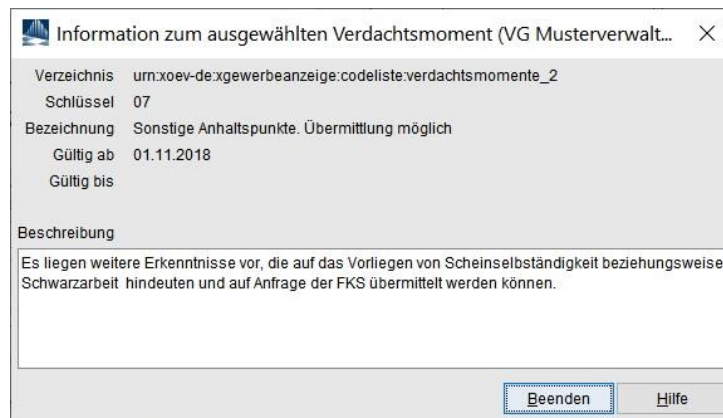 Information zum ausgewählten Verdachtsmoment (VG Musterverwalt...
Verzeichnis urn:xoev-de:xgewerbeanzeige:codeliste:verdachtsmomente_2
Schlüssel 07
Bezeichnung Sonstige Anhaltspunkte. Übermittlung möglich
Gültig ab 01.11.2018
Gültig bis
Beschreibung
Es liegen weitere Erkenntnisse vor, die auf das Vorliegen von Scheinselbständigkeit beziehungsweise
Schwarzarbeit hindeuten und auf Anfrage der FKS übermittelt werden können.
Beenden Hilfe